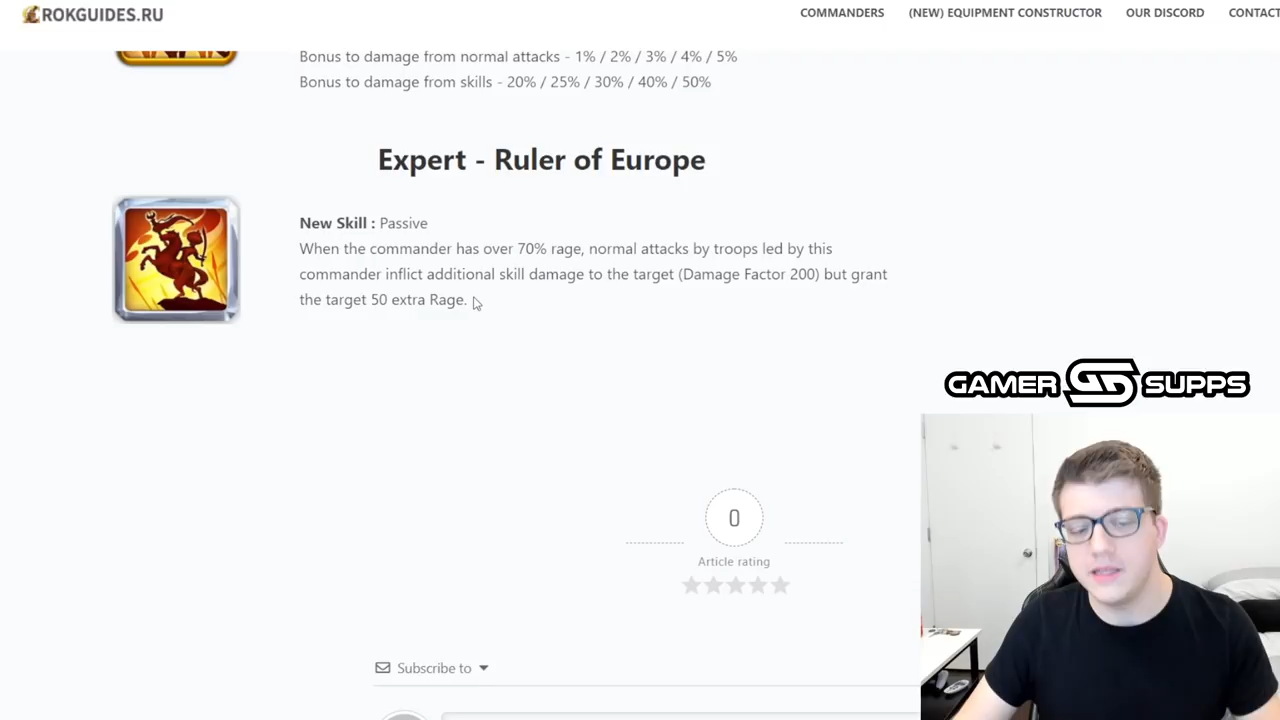 ROKGUIDES.RU
COMMANDERS (NEW) EQUIPMENT CONSTRUCTOR OUR DISCORD CONTACT
Bonus to damage from normal attacks - 1% / 2% / 3% / 4% / 5%
Bonus to damage from skills - 20% / 25% / 30% / 40% / 50%
Expert - Ruler of Europe
New Skill : Passive
When the commander has over 70% rage, normal attacks by troops led by this
commander inflict additional skill damage to the target (Damage Factor 200) but grant
the target 50 extra Rage.
GAMER SUPPS
0
Article rating
Subscribe to